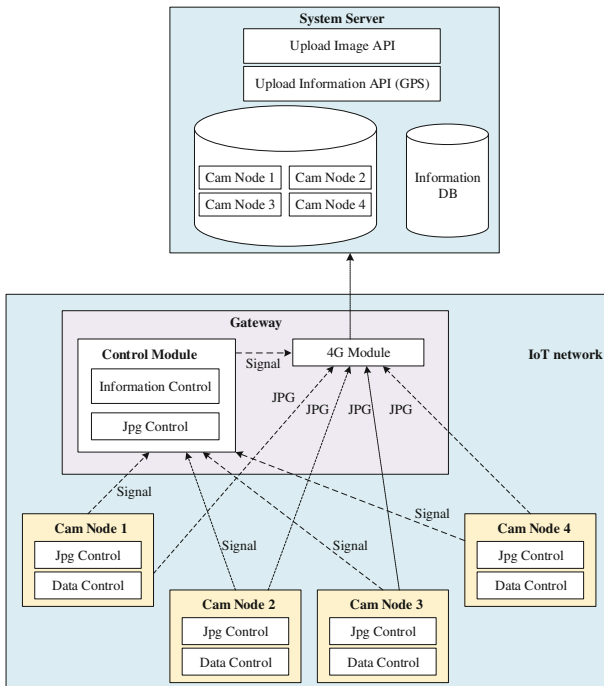 System Server
Upload Image API
Upload Information API (GPS)
Cam Node 1
Cam Node 2
Cam Node 3
Cam Node 4
Information
DB
Gateway
Control Module
Information Control
Jpg Control
Signal
4G Module
IoT network
JPG
JPG
JPG
JPG
Signal
Signal
Signal
Signal
Cam Node 1
Jpg Control
Data Control
Cam Node 2
Jpg Control
Data Control
Cam Node 3
Jpg Control
Data Control
Cam Node 4
Jpg Control
Data Control